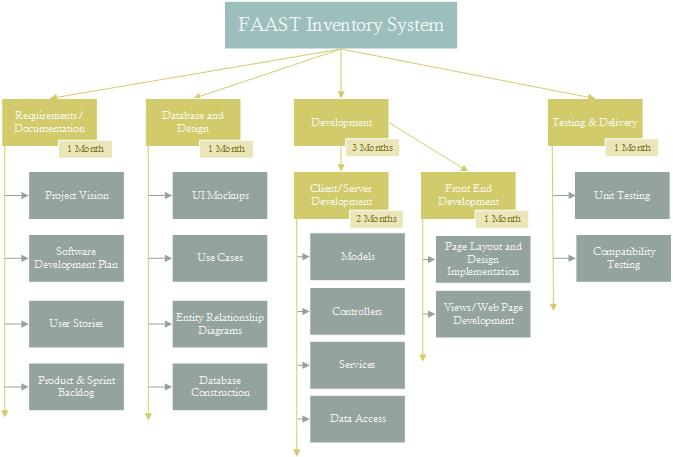 FAAST Inventory System
Requirements/
Documentation
1 Month
Project Vision
Software
Development Plan
User Stories
Product & Sprint
Backlog
Database and
Design
1 Month
UI Mockups
Use Cases
Entity Relationship
Diagrams
Database
Construction
Development
3 Months
Client/Server
Development
2 Months
Models
Controllers
Services
Data Access
Front End
Development
1 Month
Page Layout and
Design
Implementation
Views/Web Page
Development
Testing & Delivery
1 Month
Unit Testing
Compatibility
Testing